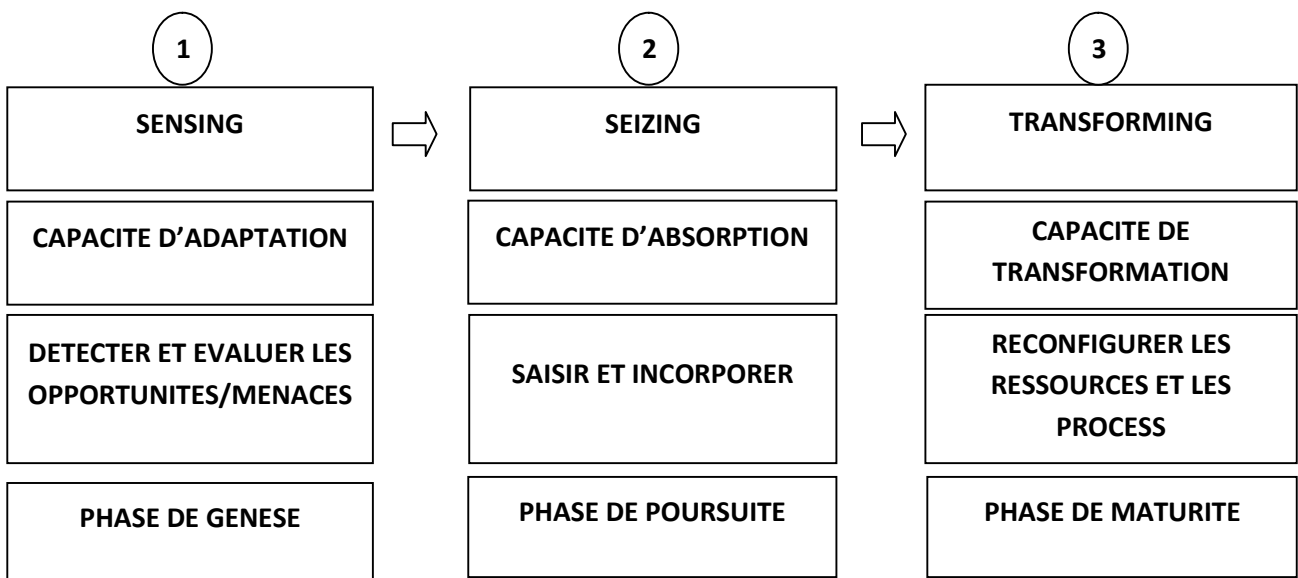 1
SENSING
CAPACITE D’ADAPTATION
DETECTER ET EVALUER LES
OPPORTUNITES/MENACES
PHASE DE GENESE
2
SEIZING
CAPACITE D’ABSORPTION
SAISIR ET INCORPORER
PHASE DE POURSUITE
3
TRANSFORMING
CAPACITE DE
TRANSFORMATION
RECONFIGURER LES
RESSOURCES ET LES
PROCESS
PHASE DE MATURITE